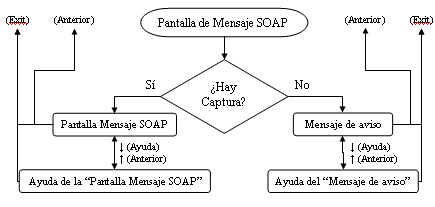 (Exit)
(Anterior)
Pantalla de Mensaje SOAP
(Anterior)
(Exit)
¿Hay
Captura?
Sí
No
Pantalla Mensaje SOAP
Mensaje de aviso
↓ (Ayuda)
↑ (Anterior)
↓ (Ayuda)
↑ (Anterior)
Ayuda de la “Pantalla Mensaje SOAP”
Ayuda del “Mensaje de aviso”